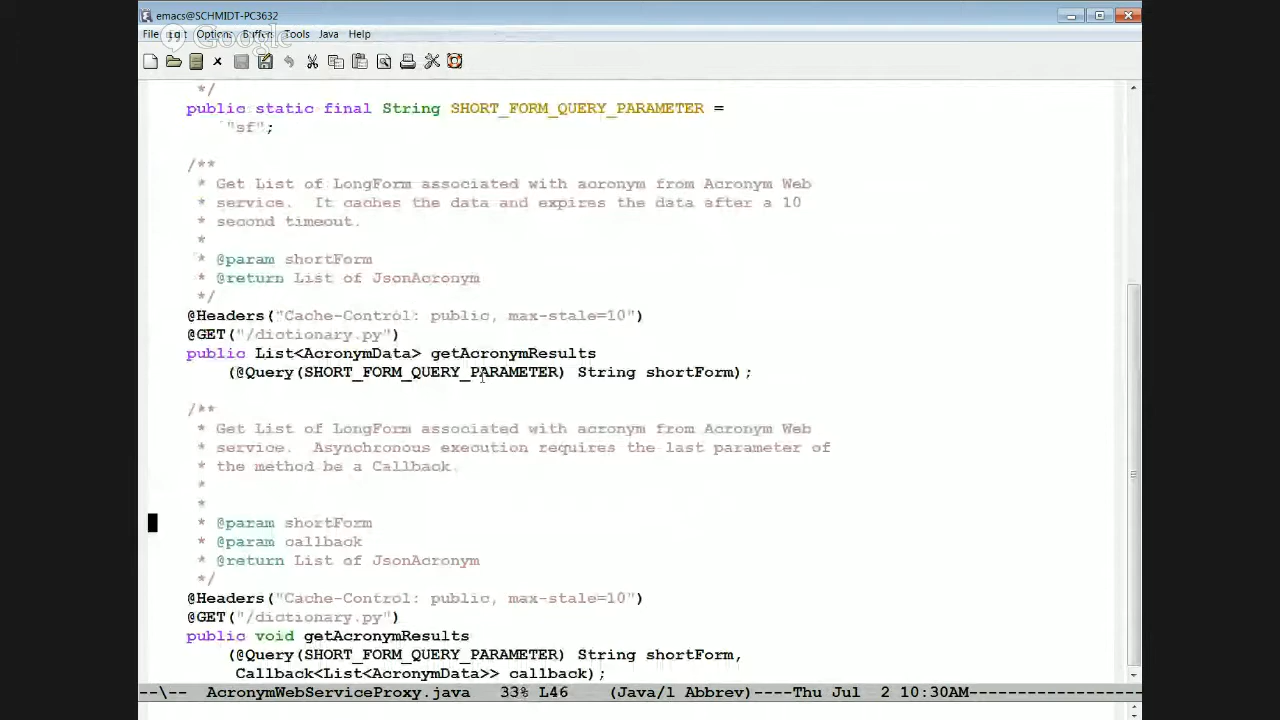 emacs@SCHMIDT-PC3632
File Edit Options Buffers Tools Java Help
Google
*/
public static final String SHORT_FORM_QUERY_PARAMETER =
"sf";
/**
* Get List of LongForm associated with acronym from Acronym Web
* service.  It caches the data and expires the data after a 10
* second timeout.
*
* @param shortForm
* @return List of JsonAcronym
*/
@Headers("Cache-Control: public, max-stale=10")
@GET("/dictionary.py")
public List<AcronymData> getAcronymResults
(@Query(SHORT_FORM_QUERY_PARAMETER) String shortForm);
/**
* Get List of LongForm associated with acronym from Acronym Web
* service.  Asynchronous execution requires the last parameter of
* the method be a Callback.
*
*
* @param shortForm
* @param callback
* @return List of JsonAcronym
*/
@Headers("Cache-Control: public, max-stale=10")
@GET("/dictionary.py")
public void getAcronymResults
(@Query(SHORT_FORM_QUERY_PARAMETER) String shortForm,
Callback<List<AcronymData>> callback);
--\-- AcronymWebServiceProxy.java 33% L46 (Java/l Abbrev)----Thu Jul 2 10:30AM-----------------